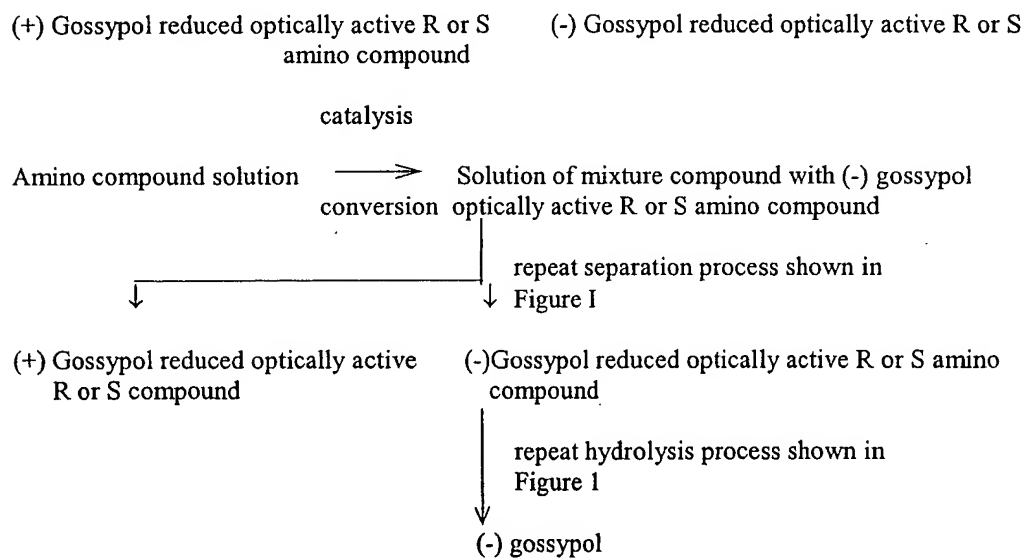 (+) Gossypol reduced optically active R or S (-) Gossypol reduced optically active R or S
amino compound
catalysis
Amino compound solution → Solution of mixture compound with (-) gossypol
conversion optically active R or S amino compound
repeat separation process shown in
↓ ↓ Figure I
(+) Gossypol reduced optically active (-)Gossypol reduced optically active R or S amino
R or S compound compound
repeat hydrolysis process shown in
Figure 1
(-) gossypol